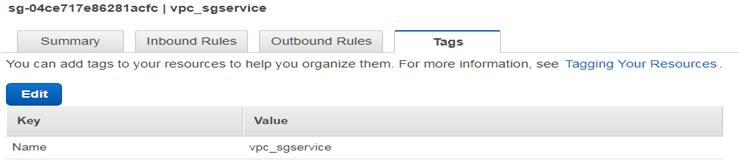 sg-04ce717e86281acfc | vpc_sgservice
Summary Inbound Rules Outbound Rules Tags
You can add tags to your resources to help you organize them. For more information, see Tagging Your Resources.
Edit
Key Value
Name vpc_sgservice